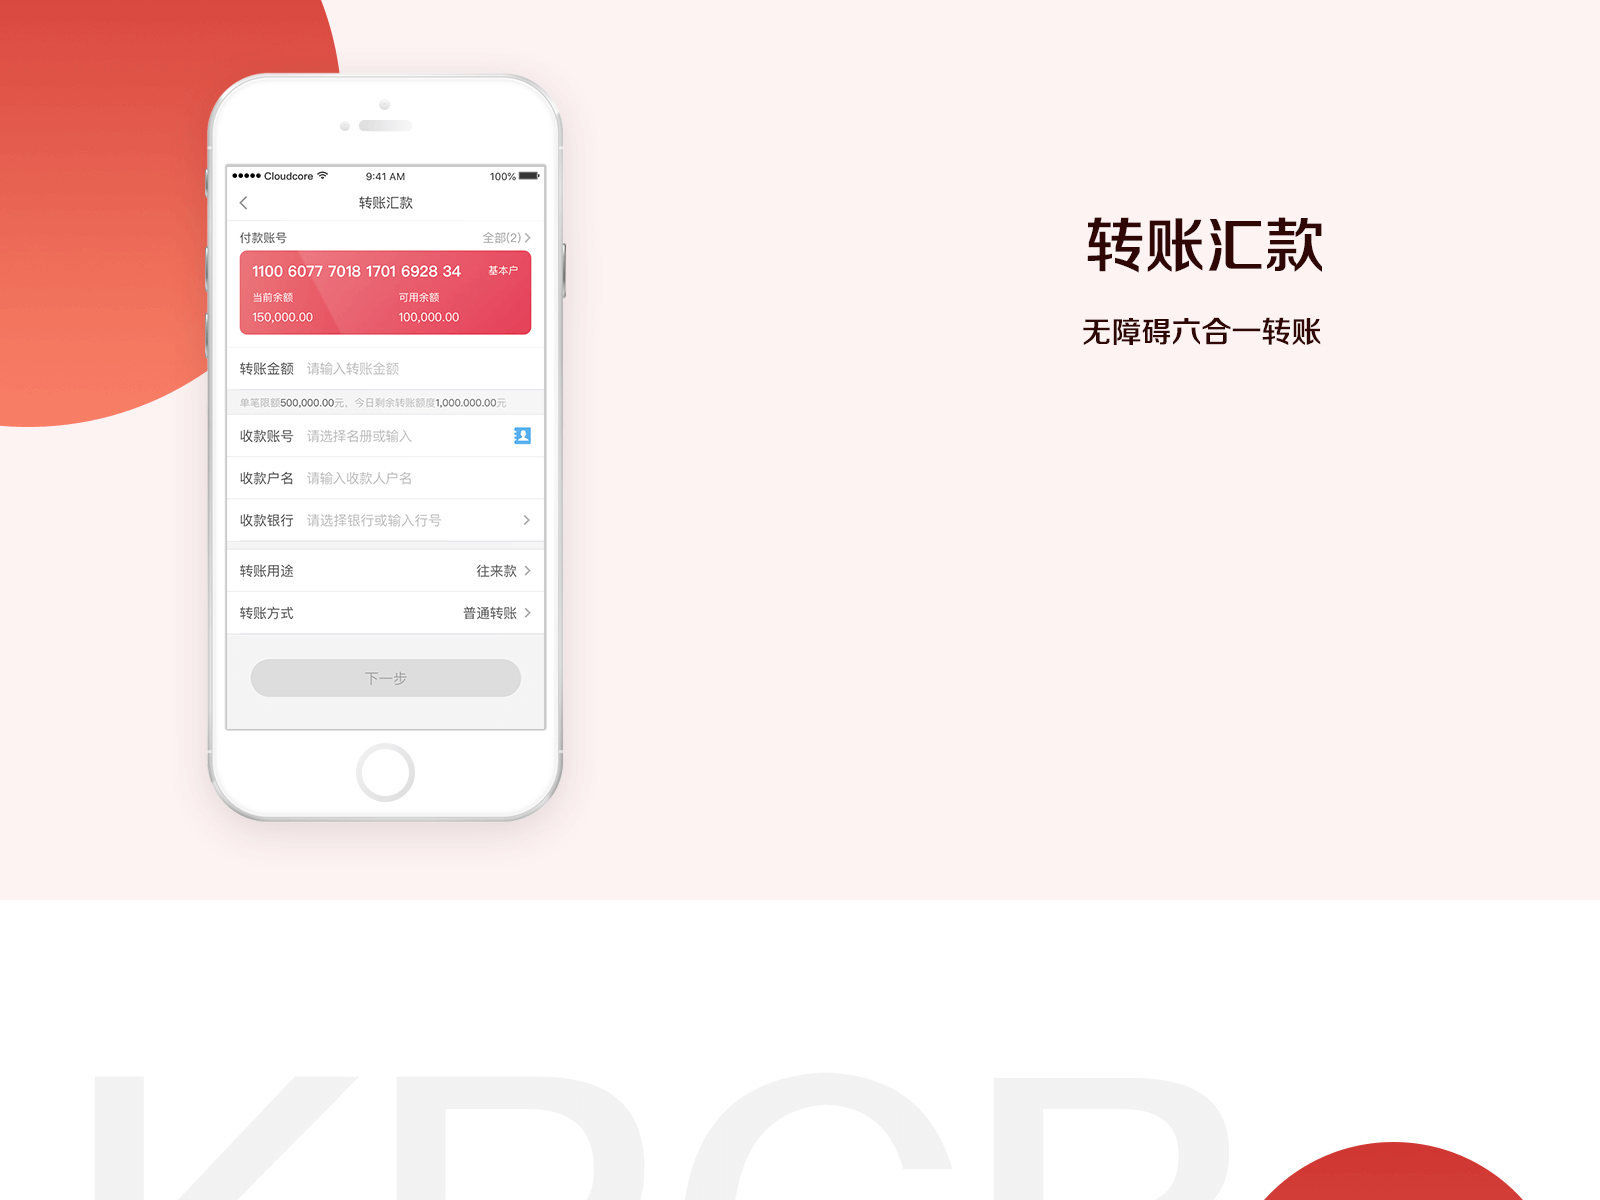 Cloudcore 9:41 AM 100%
转账汇款
付款账号 全部(2)
1100 6077 7018 1701 6928 34 基本户
当前余额 可用余额
150,000.00 100,000.00
转账金额 请输入转账金额
单笔限额500,000.00元，今日剩余转账额度1,000.000.00元
收款账号 请选择名册或输入
收款户名 请输入收款人户名
收款银行 请选择银行或输入行号
转账用途 往来款
转账方式 普通转账
下一步
转账汇款
无障碍六合一转账